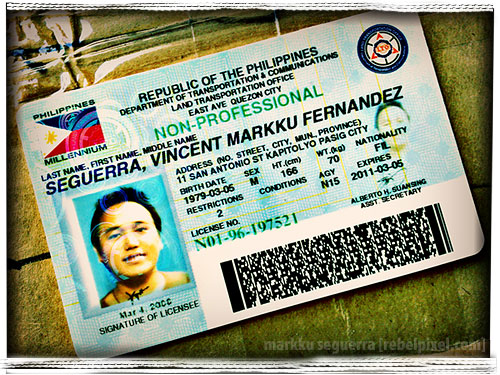 REPUBLIC OF THE PHILIPPINES
DEPARTMENT OF TRANSPORTATION & COMMUNICATIONS
LAND TRANSPORTATION OFFICE
EAST AVE QUEZON CITY
PHILIPPINES
MILLENNIUM
LTO
NON-PROFESSIONAL
LAST NAME, FIRST NAME, MIDDLE NAME
SEGUERRA, VINCENT MARKKU FERNANDEZ
ADDRESS (NO. STREET, CITY, MUN., PROVINCE)
11 SAN ANTONIO ST KAPITOLYO PASIG CITY
BIRTH DATE SEX HT.(cm) WT.(kg) NATIONALITY
1979-03-05 M 166 70 FIL
RESTRICTIONS CONDITIONS AGY EXPIRES
2 N15 2011-03-05
LICENSE NO.
N01-96-197521
ALBERTO H. SUANSING
ASST. SECRETARY
Mar 4, 2008
SIGNATURE OF LICENSEE
markku seguerra [rebelpixel.com]